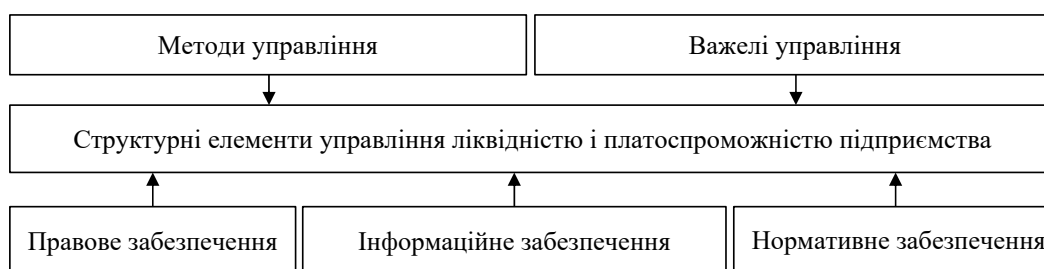 Методи управління
Важелі управління
Структурні елементи управління ліквідністю і платоспроможністю підприємства
Правове забезпечення
Інформаційне забезпечення
Нормативне забезпечення